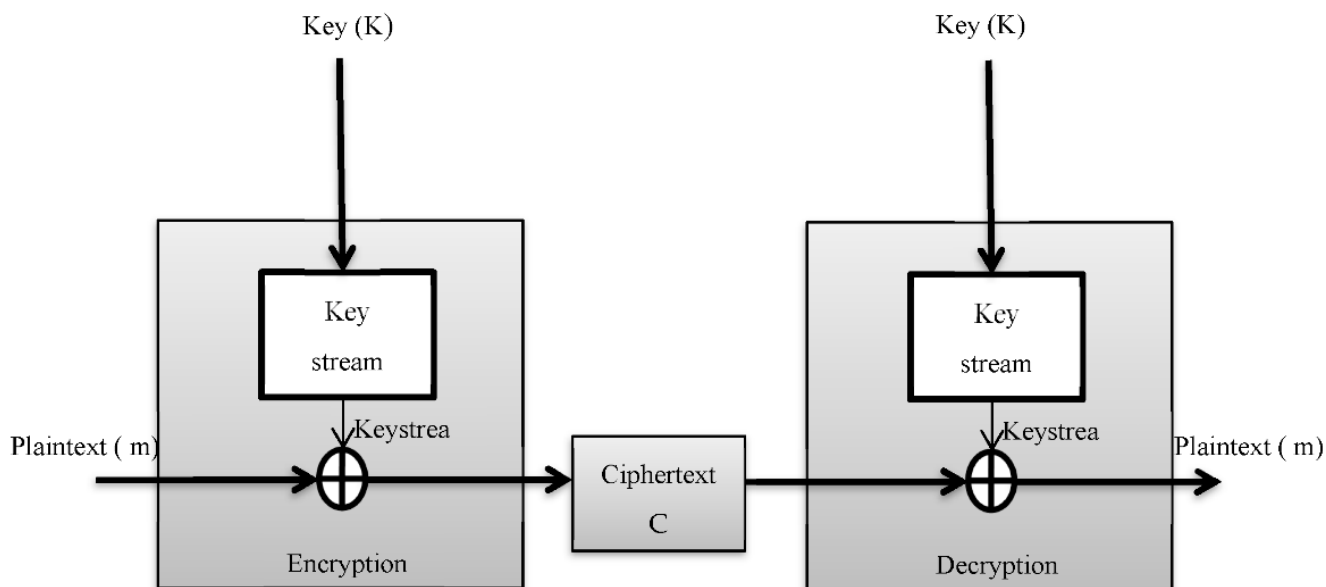 Key (K)
Key (K)
Key
stream
Key
stream
Keystrea
Keystrea
Plaintext ( m)
Plaintext ( m)
Ciphertext
C
Encryption
Decryption